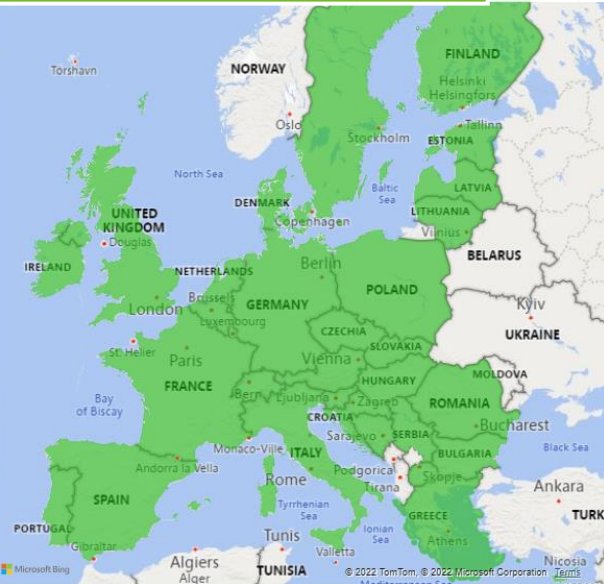 FINLAND
Torshavn
NORWAY
Helsinki
Helsingfors
Oslo
Tallinn
Stockholm
ESTONIA
North Sea
Baltic
Sea
LATVIA
DENMARK
LITHUANIA
UNITED
KINGDOM
Copenhagen
Vilnius
Douglas
BELARUS
IRELAND
NETHERLANDS
Berlin
POLAND
London
Brussels
GERMANY
Kyiv
Luxembourg
UKRAINE
CZECHIA
St. Helier
Paris
Vienna
SLOVAKIA
MOLDOVA
FRANCE
HUNGARY
Bay
of Biscay
Bern
Ljubljana
Zagreb
ROMANIA
CROATIA
Bucharest
Sarajevo
SERBIA
Monaco-Ville
ITALY
BULGARIA
Black Sea
Andorra la Vella
Podgorica
Skopje
Rome
Tirana
Ankara
SPAIN
Tyrrhenian
Sea
GREECE
TURK
PORTUGAL
Ionian
Sea
Athens
Gibraltar
Tunis
Valletta
Algiers
Alger
TUNISIA
Nicosia
Microsoft Bing
© 2022 TomTom, © 2022 Microsoft Corporation Terms